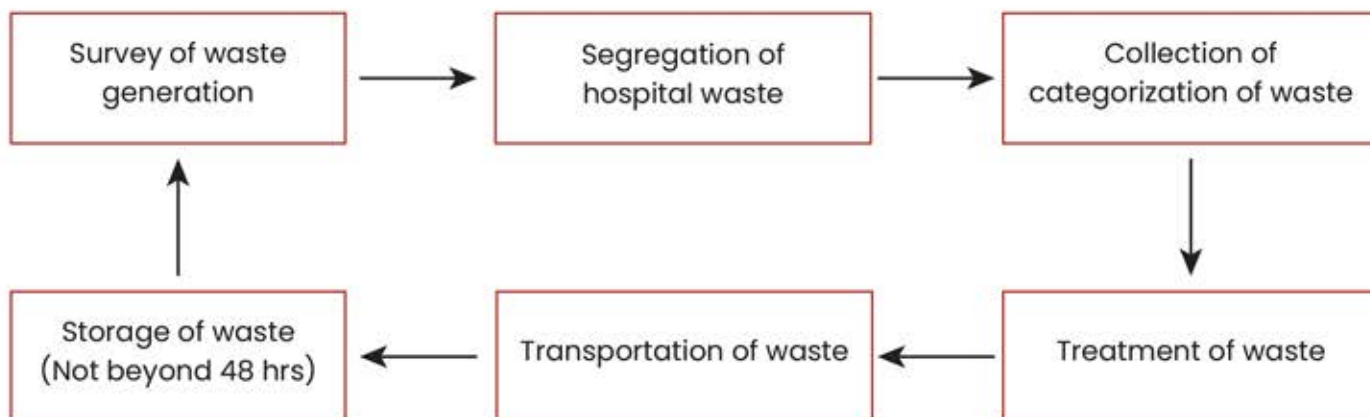 Survey of waste
generation
Segregation of
hospital waste
Collection of
categorization of waste
Treatment of waste
Transportation of waste
Storage of waste
(Not beyond 48 hrs)